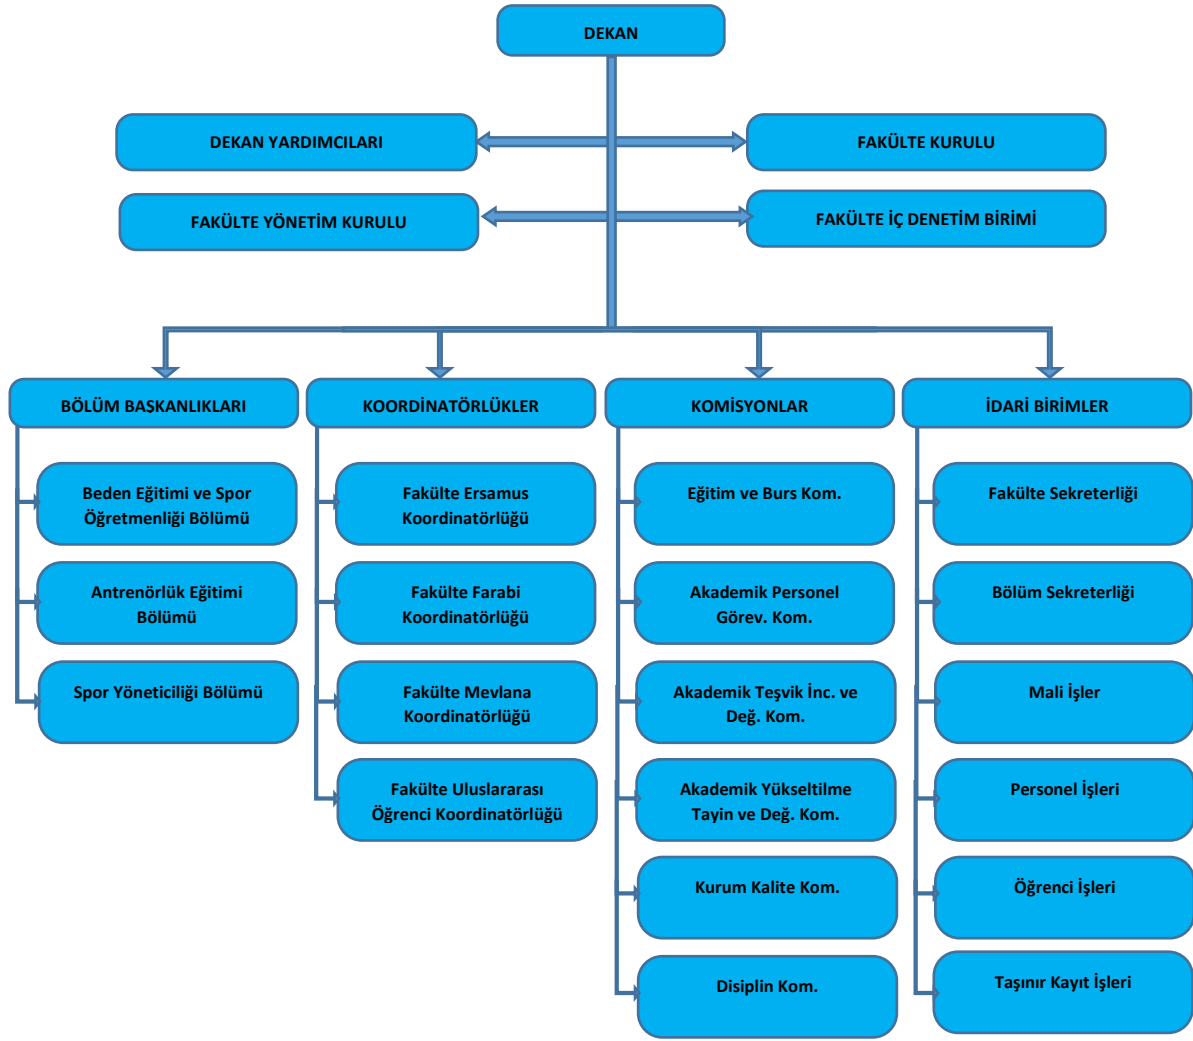 DEKAN
DEKAN YARDIMCILARI
FAKÜLTE KURULU
FAKÜLTE YÖNETİM KURULU
FAKÜLTE İÇ DENETİM BİRİMİ
BÖLÜM BAŞKANLIKLARI
Beden Eğitimi ve Spor
Öğretmenliği Bölümü
Antrenörlük Eğitimi
Bölümü
Spor Yöneticiliği Bölümü
KOORDİNATÖRLÜKLER
Fakülte Ersamus
Koordinatörlüğü
Fakülte Farabi
Koordinatörlüğü
Fakülte Mevlana
Koordinatörlüğü
Fakülte Uluslararası
Öğrenci Koordinatörlüğü
KOMİSYONLAR
Eğitim ve Burs Kom.
Akademik Personel
Görev. Kom.
Akademik Teşvik İnc. ve
Değ. Kom.
Akademik Yükseltilme
Tayin ve Değ. Kom.
Kurum Kalite Kom.
Disiplin Kom.
İDARİ BİRİMLER
Fakülte Sekreterliği
Bölüm Sekreterliği
Mali İşler
Personel İşleri
Öğrenci İşleri
Taşınır Kayıt İşleri